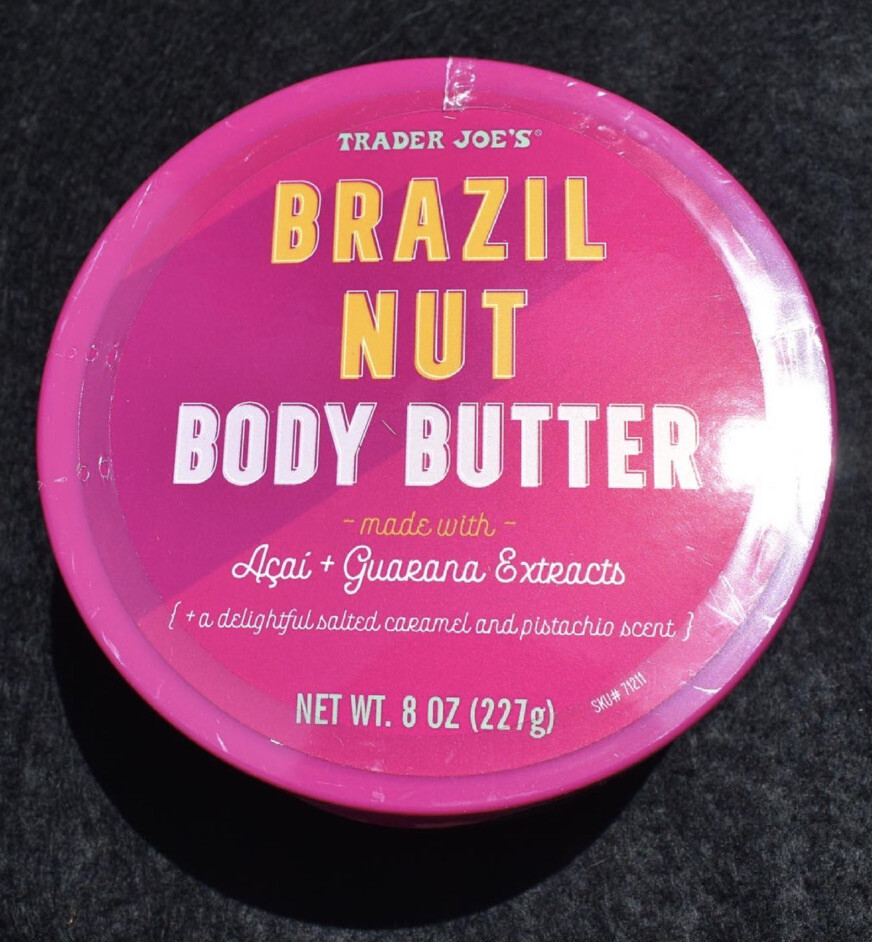 TRADER JOE'S®
BRAZIL
NUT
BODY BUTTER
~ made with ~
Açaí + Guarana Extracts
{ + a delightful salted caramel and pistachio scent }
SKU# 71211
NET WT. 8 OZ (227g)